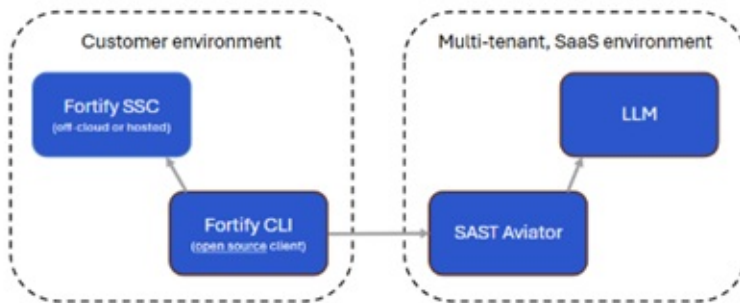 Customer environment
Multi-tenant, SaaS environment
Fortify SSC
(off-cloud or hosted)
LLM
Fortify CLI
(open source client)
SAST Aviator